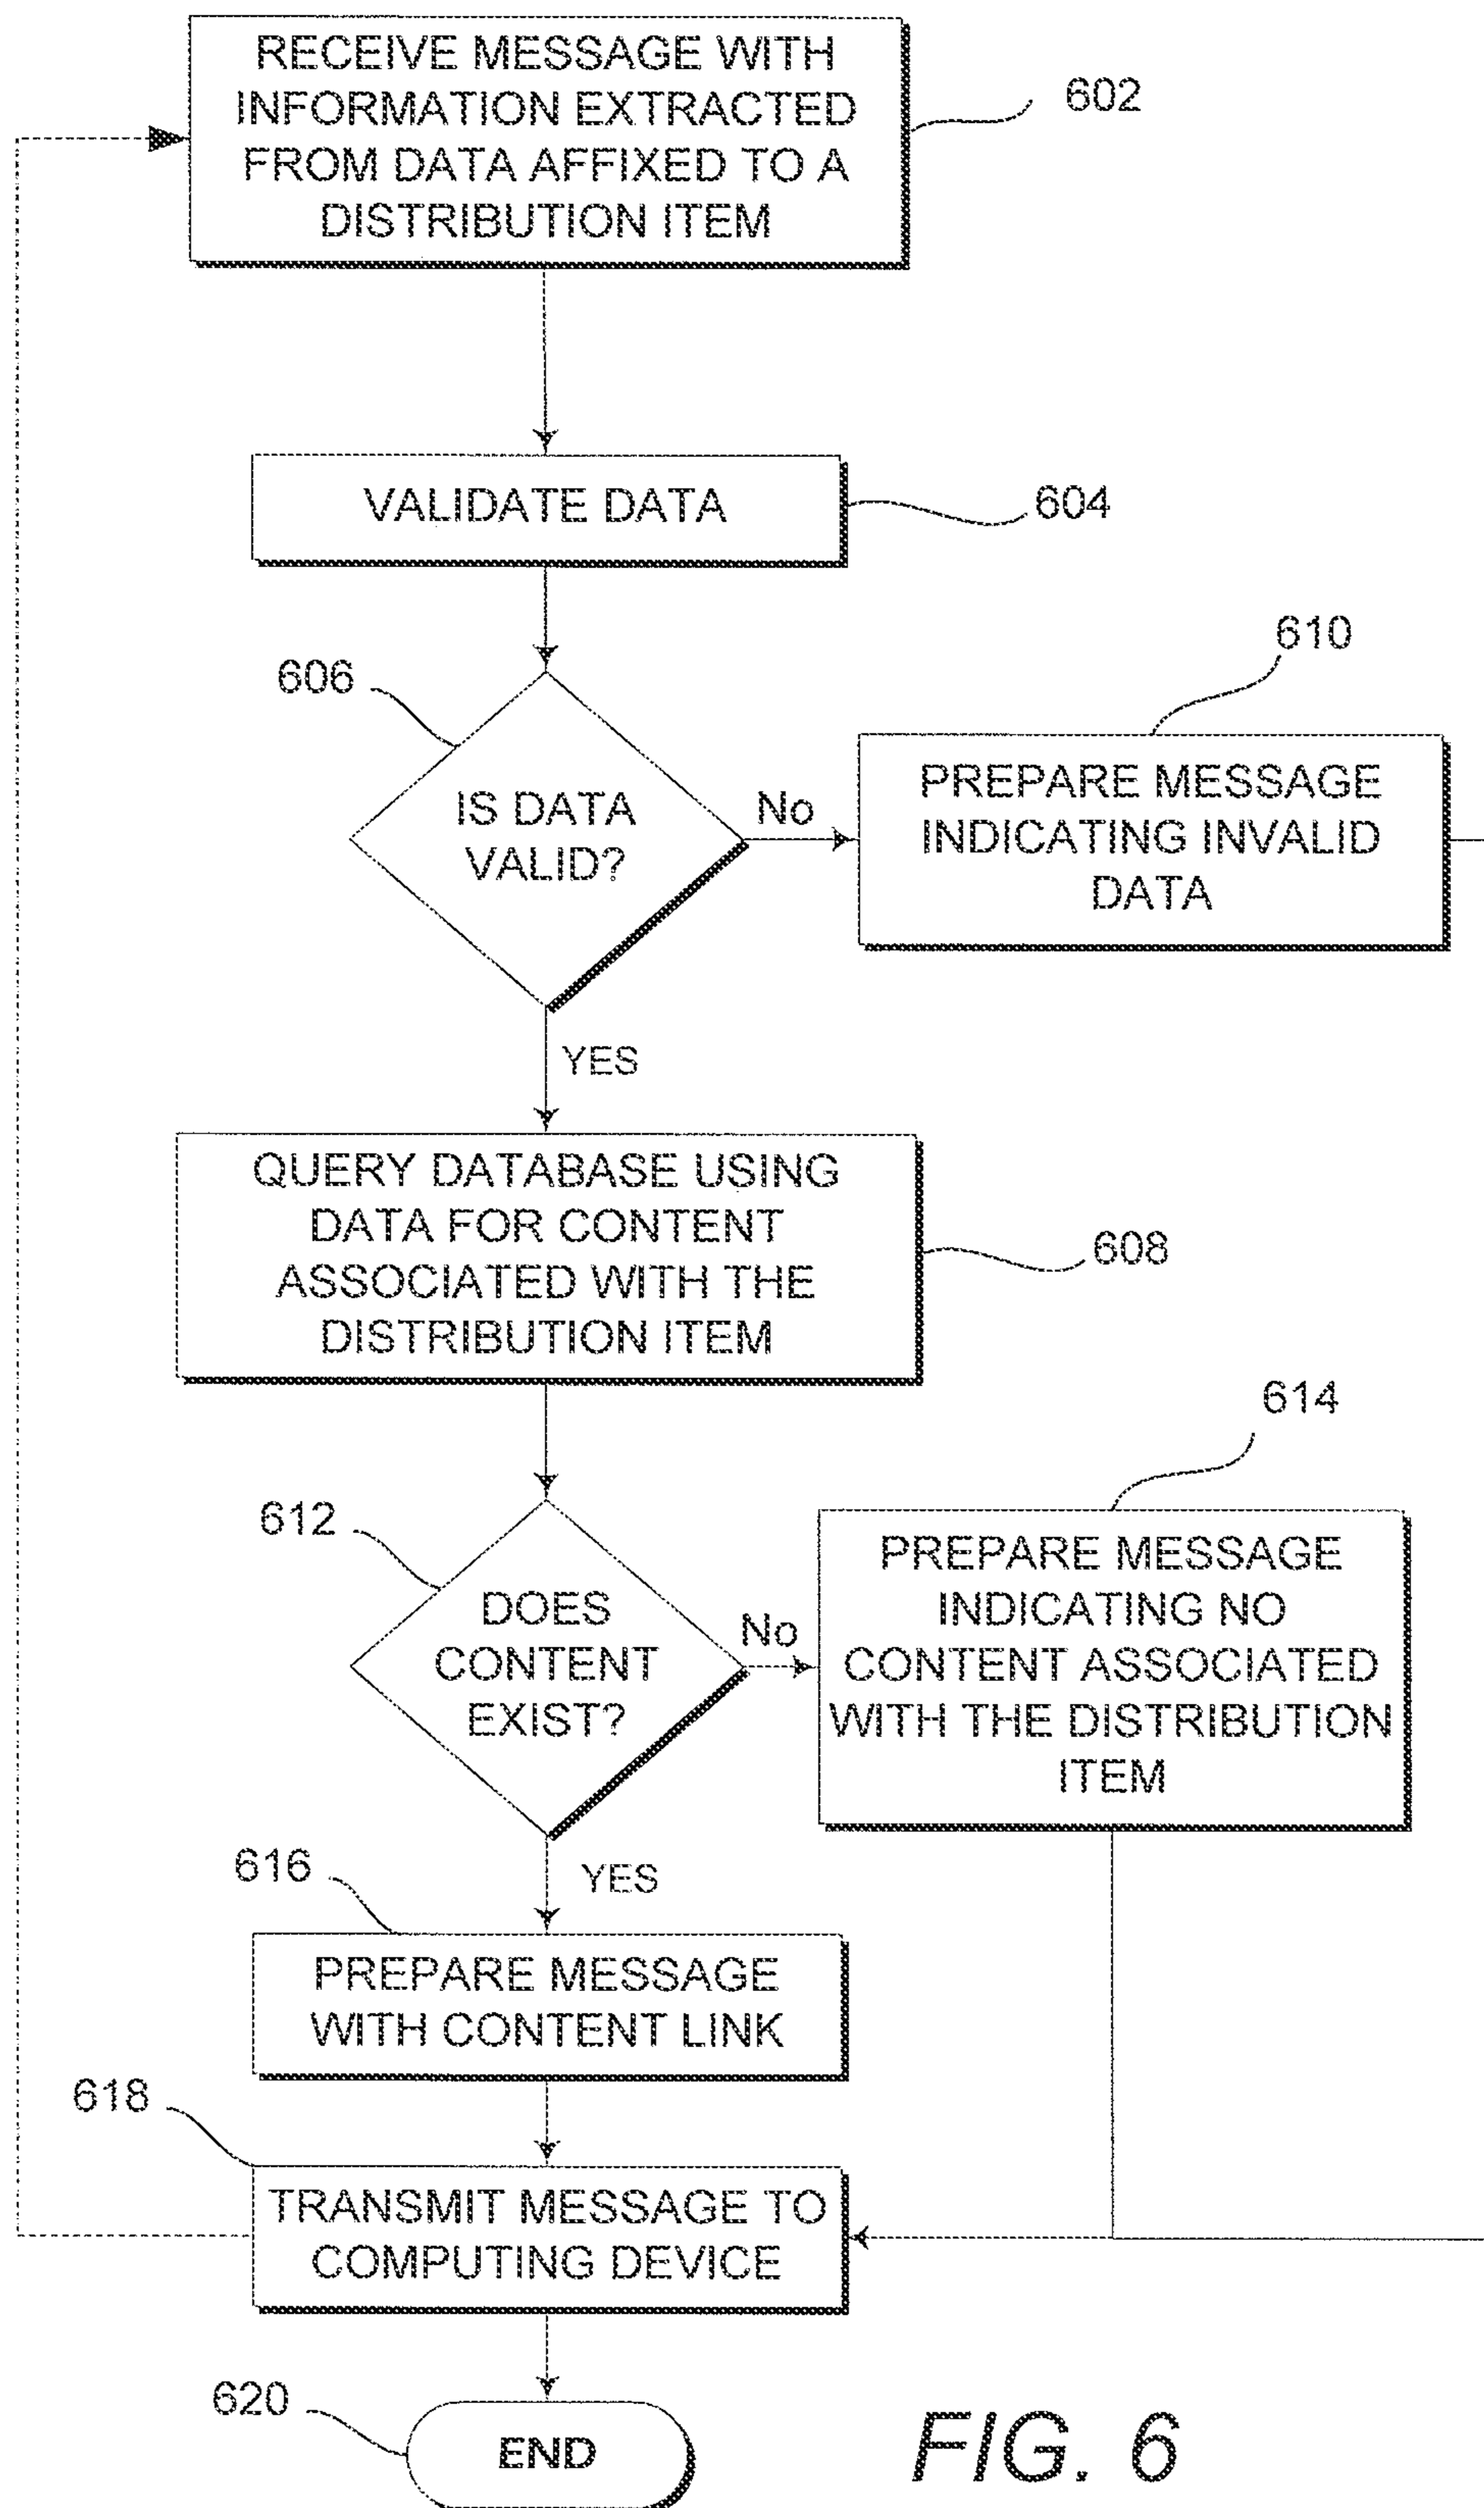 RECEIVE MESSAGE WITH
INFORMATION EXTRACTED
FROM DATA AFFIXED TO A
DISTRIBUTION ITEM
602
VALIDATE DATA
604
606
IS DATA
VALID?
No
610
PREPARE MESSAGE
INDICATING INVALID
DATA
YES
QUERY DATABASE USING
DATA FOR CONTENT
ASSOCIATED WITH THE
DISTRIBUTION ITEM
608
612
DOES
CONTENT
EXIST?
No
614
PREPARE MESSAGE
INDICATING NO
CONTENT ASSOCIATED
WITH THE DISTRIBUTION
ITEM
YES
616
PREPARE MESSAGE
WITH CONTENT LINK
618
TRANSMIT MESSAGE TO
COMPUTING DEVICE
620
END
FIG. 6